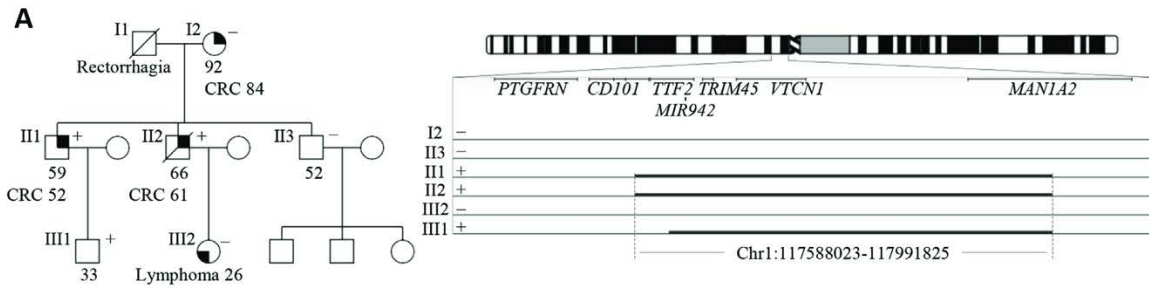 A
I1
I2
−
Rectorrhagia
92
CRC 84
II1
+
II2
+
II3
−
59
66
52
CRC 52
CRC 61
III1
+
III2
−
33
Lymphoma 26
PTGFRN
CD101
TTF2
TRIM45
VTCN1
MAN1A2
MIR942
I2 −
II3 −
II1 +
II2 +
III2 −
III1 +
Chr1:117588023-117991825